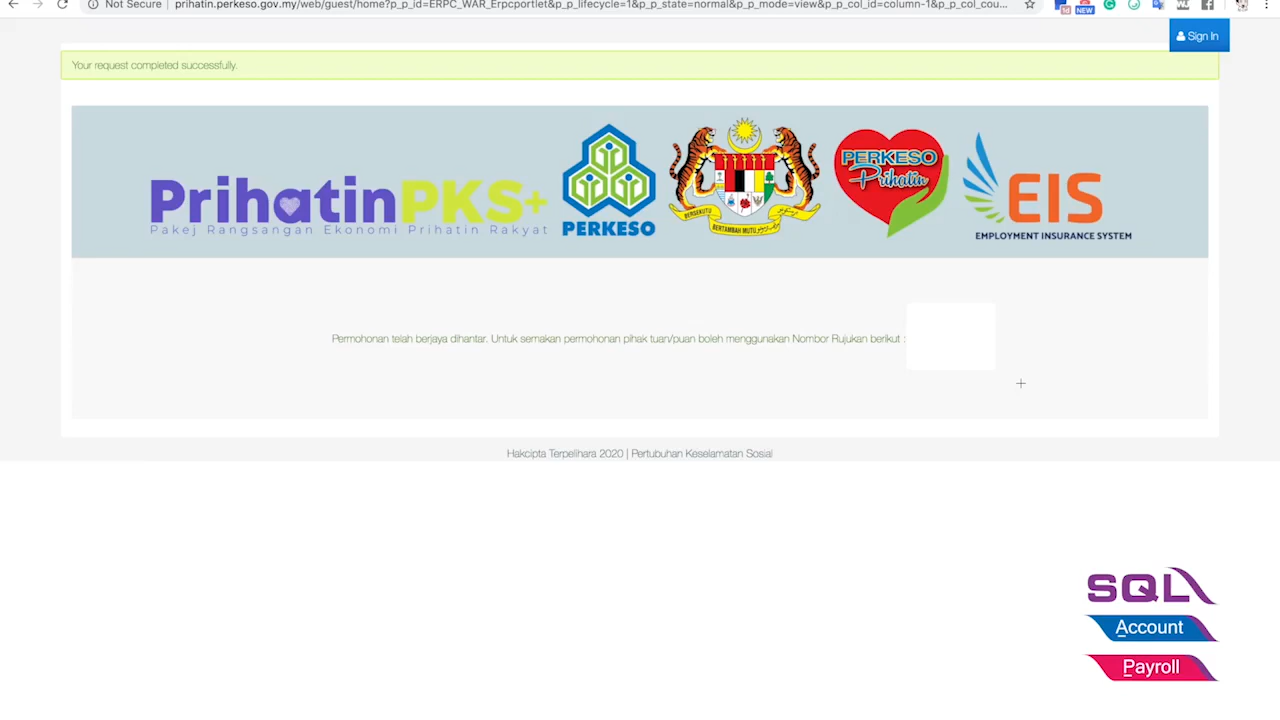 Not Secure | prihatin.perkeso.gov.my/web/guest/home?p_p_id=ERPC_WAR_Erpcportlet&p_p_lifecycle=1&p_p_state=normal&p_p_mode=view&p_p_col_id=column-1&p_p_col_cou...
1d
NEW
Sign In
Your request completed successfully.
PrihatinPKS+
Pakej Rangsangan Ekonomi Prihatin Rakyat
PERKESO
BERSEKUTU
BERTAMBAH MUTU
PERKESO
Prihatin
EIS
EMPLOYMENT INSURANCE SYSTEM
Permohonan telah berjaya dihantar. Untuk semakan permohonan pihak tuan/puan boleh menggunakan Nombor Rujukan berikut :
Hakcipta Terpelihara 2020 | Pertubuhan Keselamatan Sosial
SQL
Account
Payroll